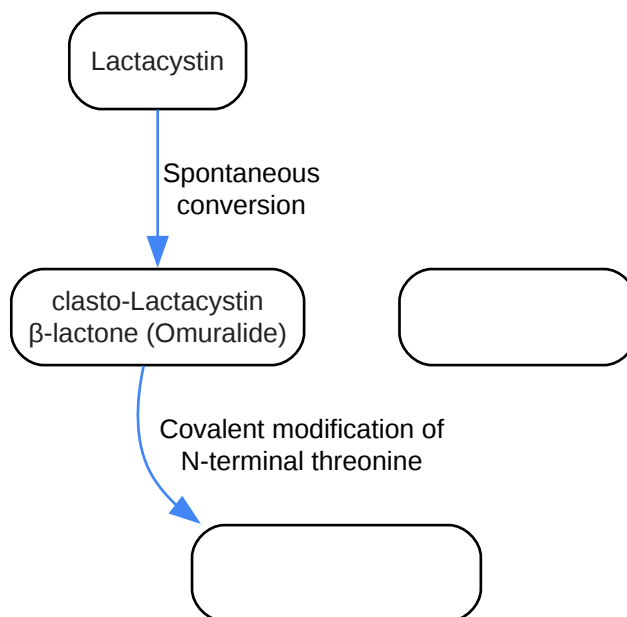 Lactacystin
Spontaneous
conversion
clasto-Lactacystin
β-lactone (Omuralide)
Covalent modification of
N-terminal threonine